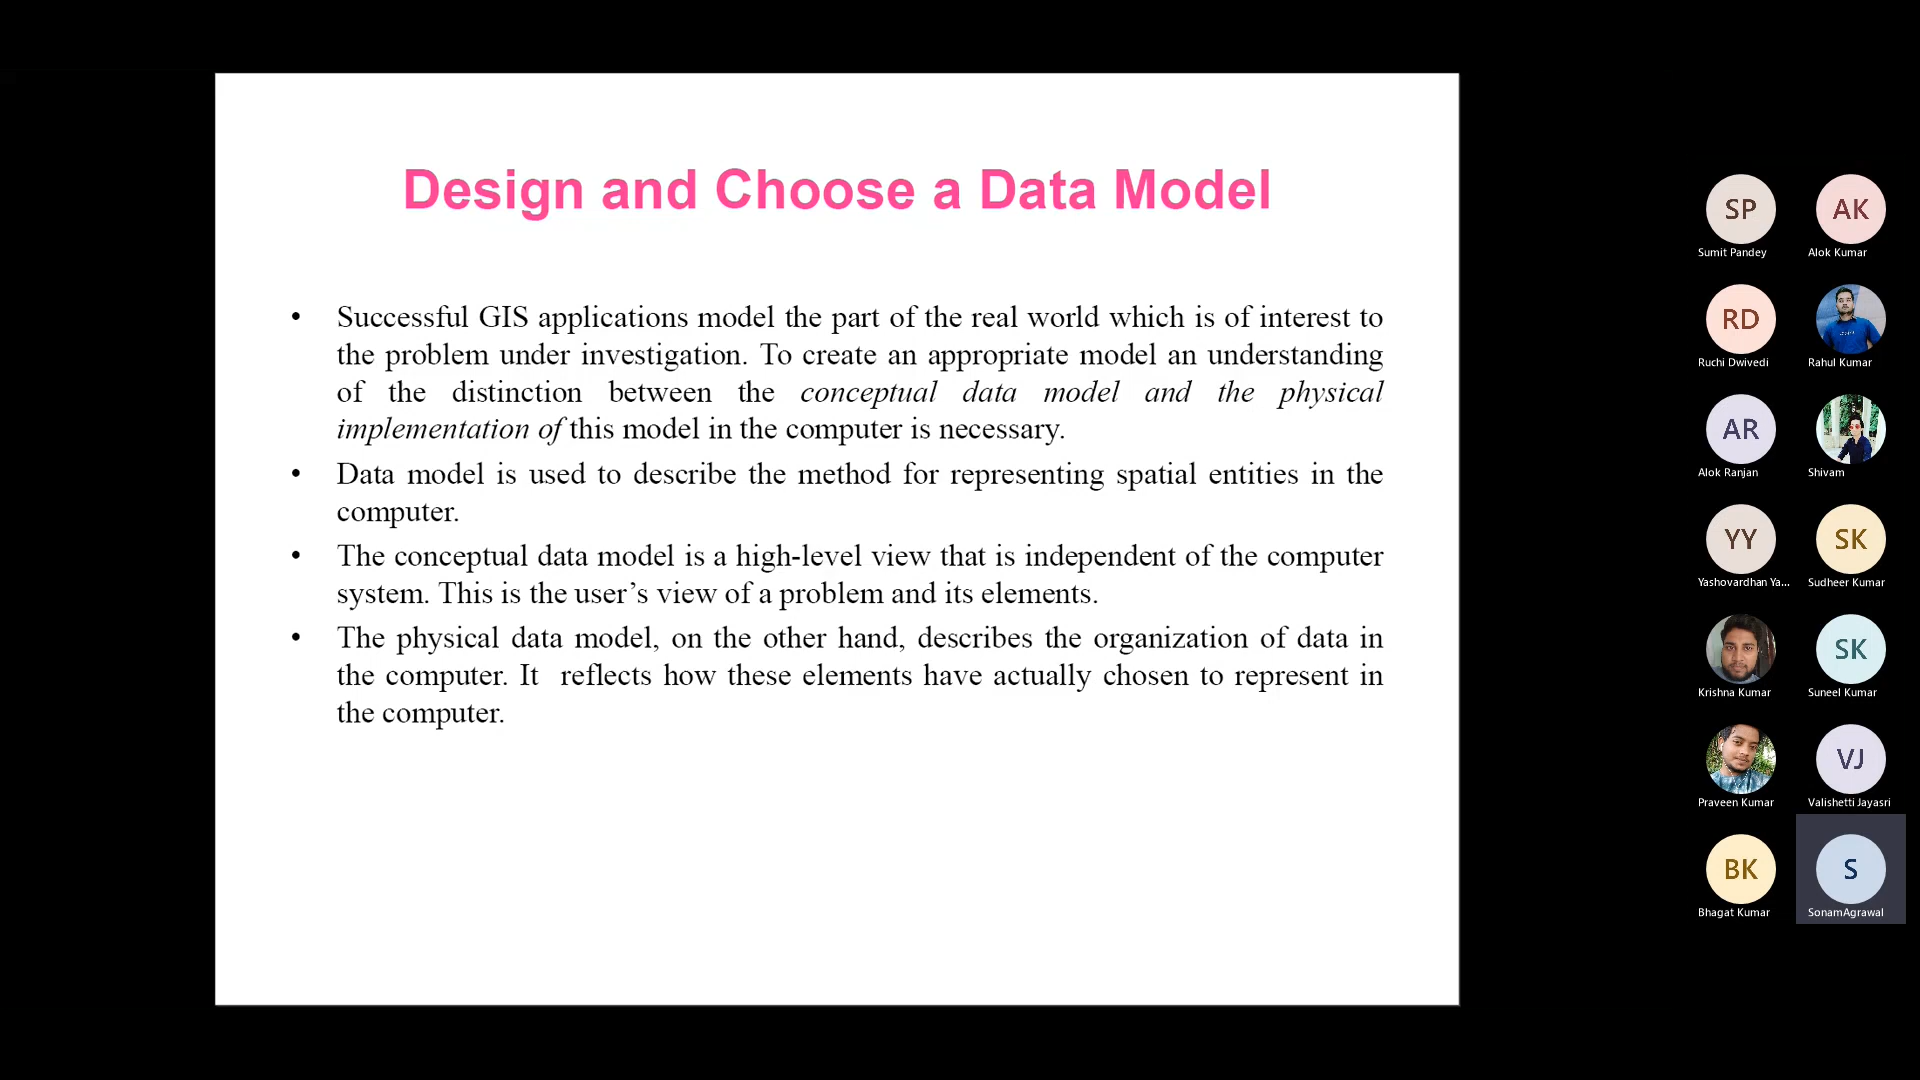 Design and Choose a Data Model
• Successful GIS applications model the part of the real world which is of interest to
the problem under investigation. To create an appropriate model an understanding
of the distinction between the conceptual data model and the physical
implementation of this model in the computer is necessary.
• Data model is used to describe the method for representing spatial entities in the
computer.
• The conceptual data model is a high-level view that is independent of the computer
system. This is the user’s view of a problem and its elements.
• The physical data model, on the other hand, describes the organization of data in
the computer. It reflects how these elements have actually chosen to represent in
the computer.
SP AK
Sumit Pandey Alok Kumar
RD
Ruchi Dwivedi Rahul Kumar
AR
Alok Ranjan Shivam
YY SK
Yashovardhan Ya... Sudheer Kumar
SK
Krishna Kumar Suneel Kumar
VJ
Praveen Kumar Valishetti Jayasri
BK S
Bhagat Kumar SonamAgrawal